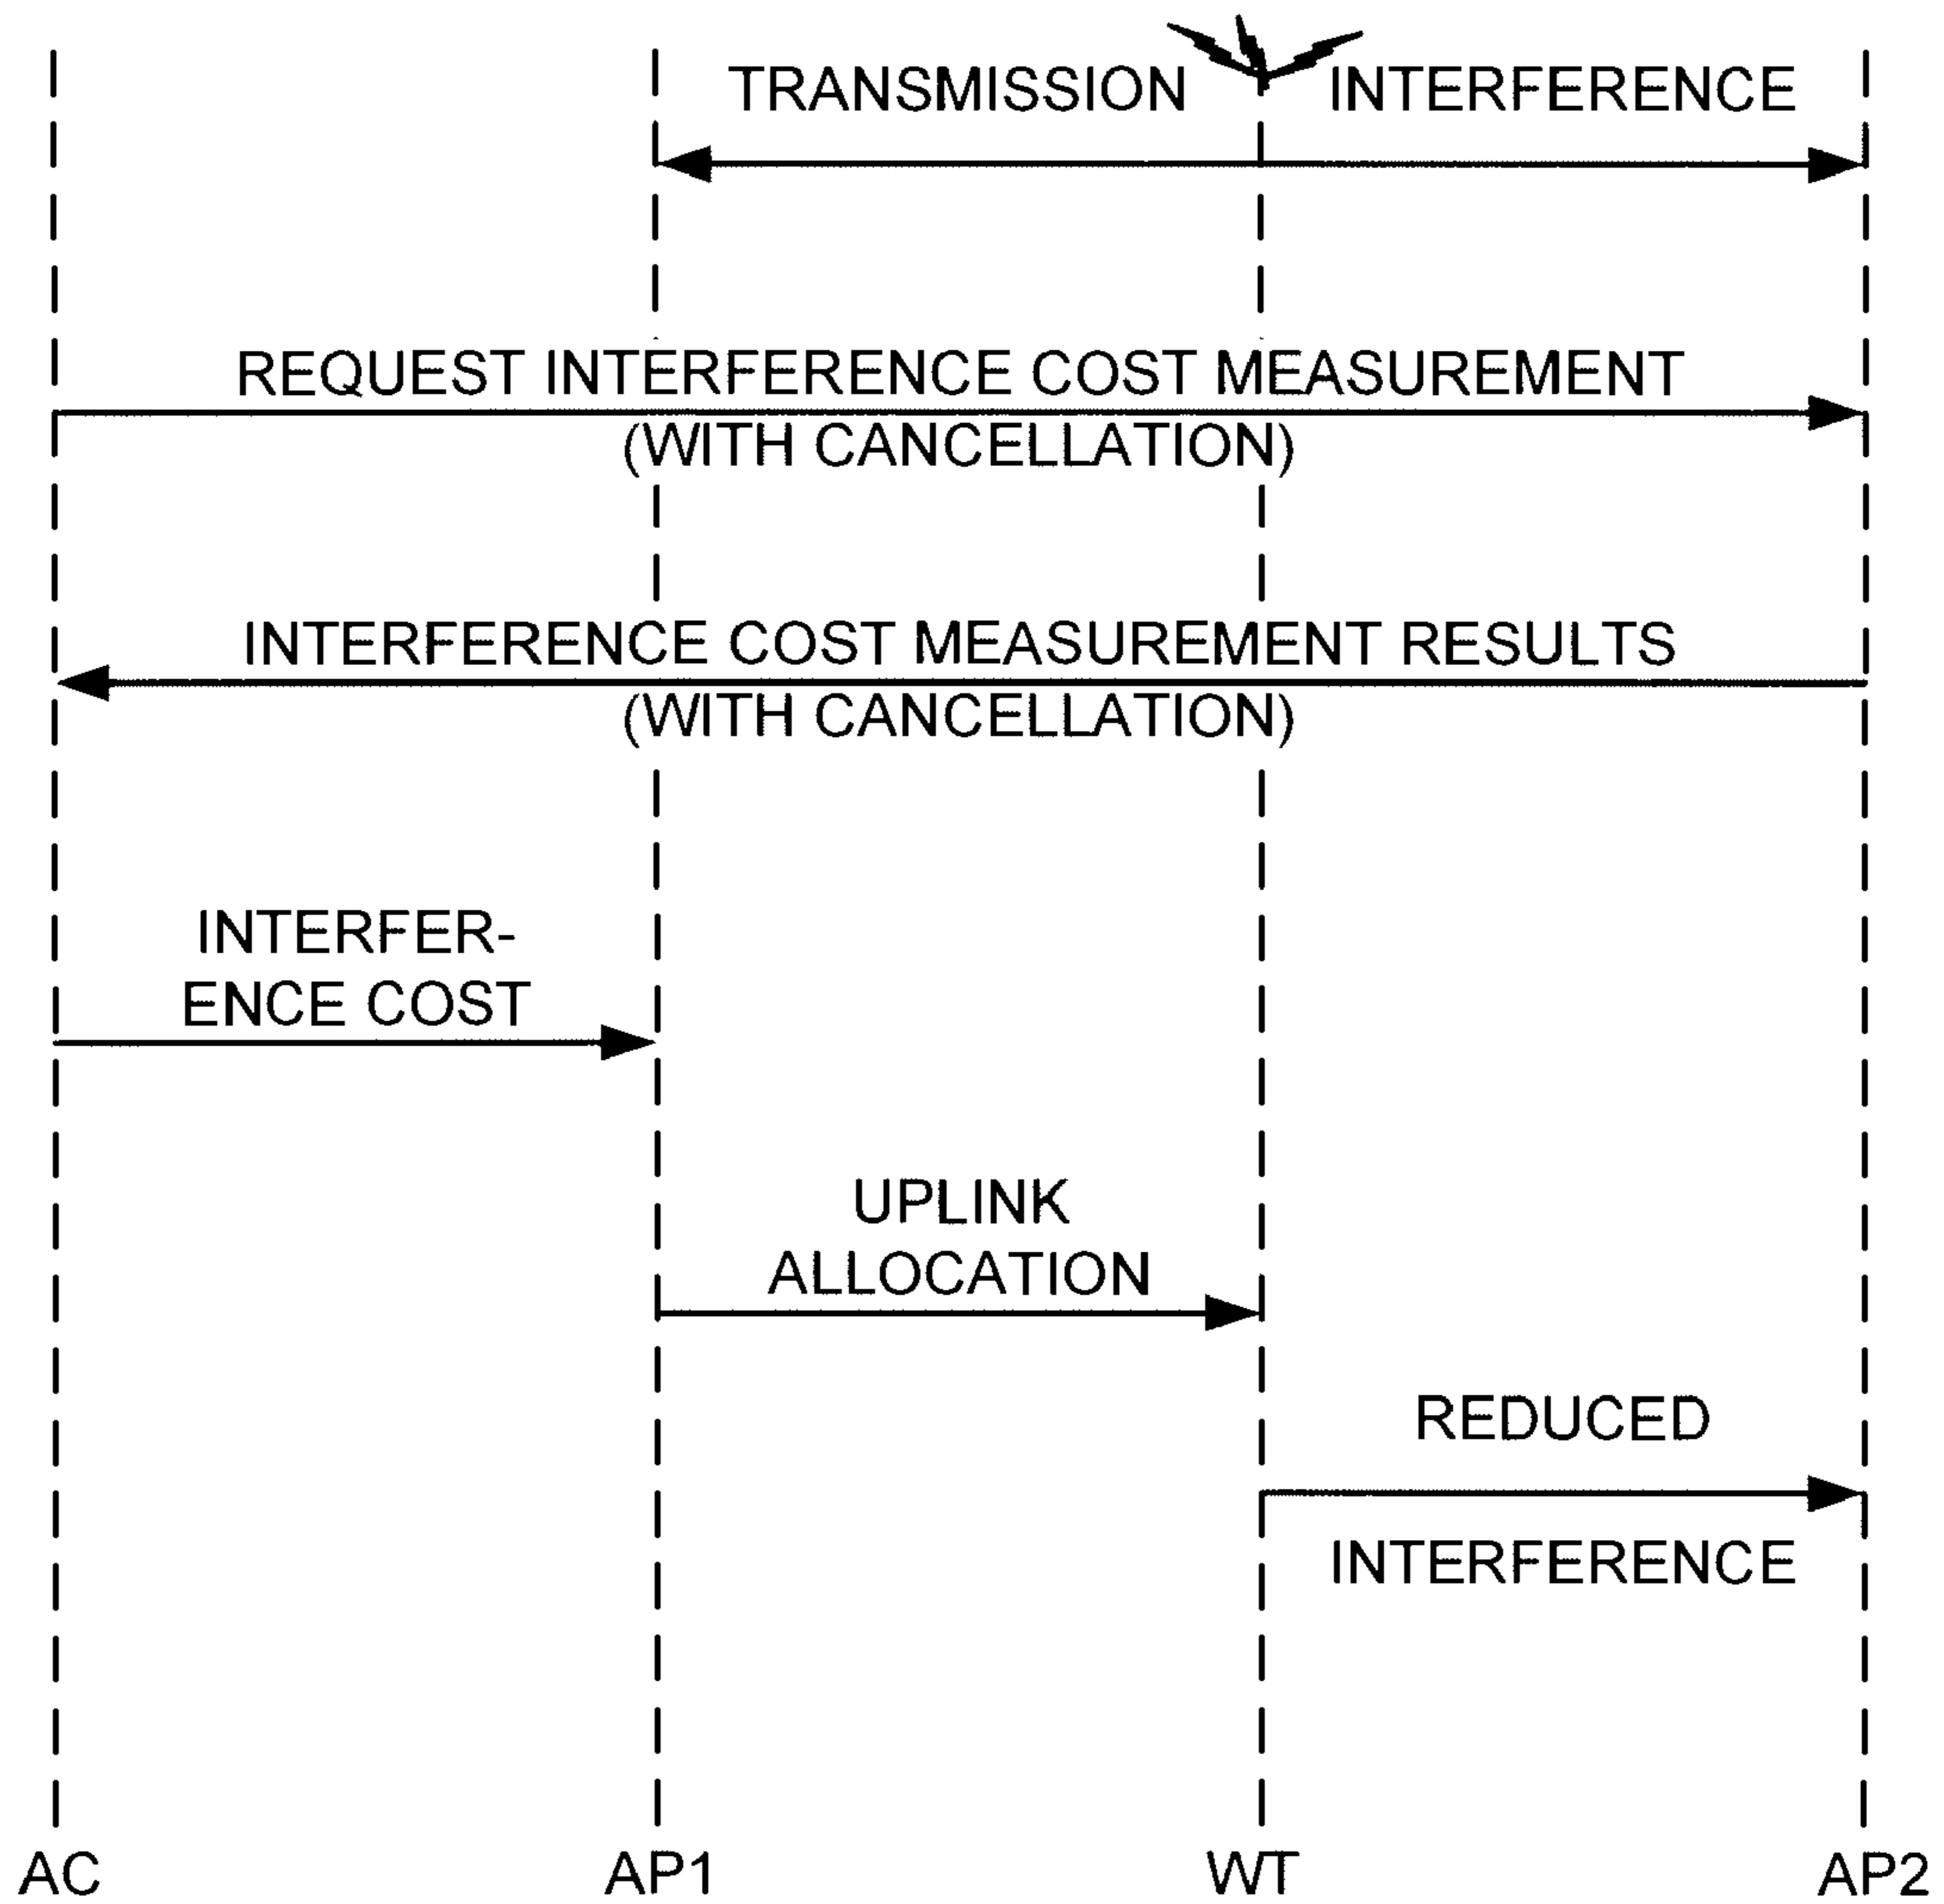 TRANSMISSION INTERFERENCE
REQUEST INTERFERENCE COST MEASUREMENT
(WITH CANCELLATION)
INTERFERENCE COST MEASUREMENT RESULTS
(WITH CANCELLATION)
INTERFER-
ENCE COST
UPLINK
ALLOCATION
REDUCED
INTERFERENCE
AC AP1 WT AP2